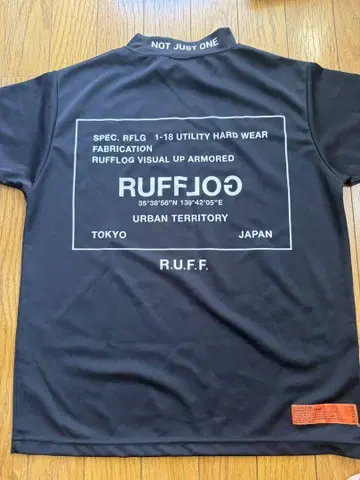 NOT JUST ONE
SPEC. RFLG 1-18 UTILITY HARD WEAR
FABRICATION
RUFFLOG VISUAL UP ARMORED
RUFFLOG
35°38'56"N 139°42'05"E
URBAN TERRITORY
TOKYO JAPAN
R.U.F.F.